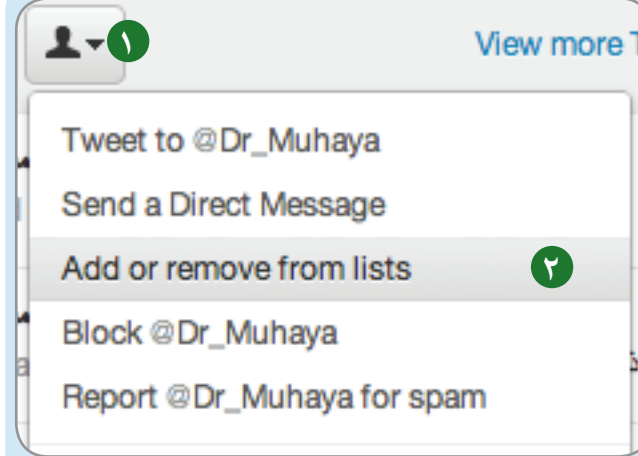 ١ View more
Tweet to @Dr_Muhaya
Send a Direct Message
Add or remove from lists ٢
Block @Dr_Muhaya
Report @Dr_Muhaya for spam